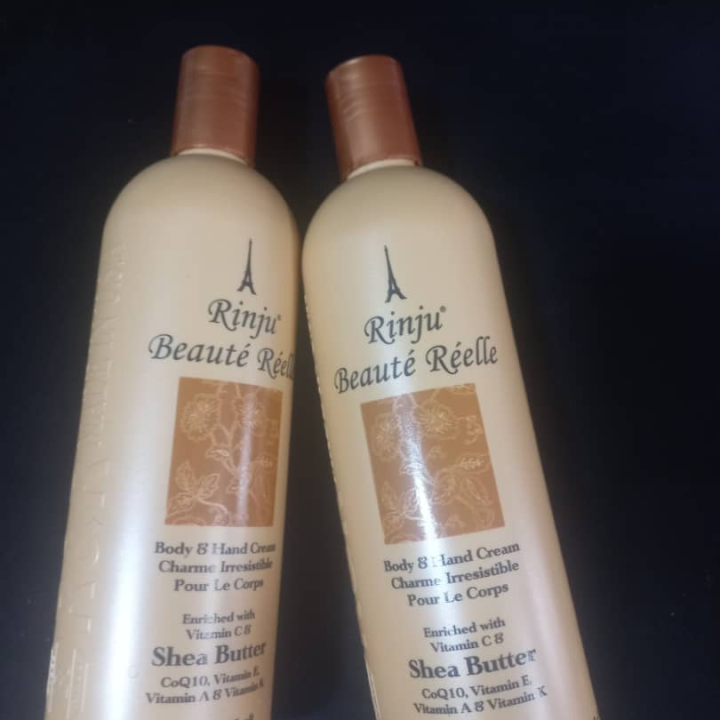 Rinju®
Beauté Réelle
Body & Hand Cream
Charme Irresistible
Pour Le Corps
Enriched with
Vitamin C &
Shea Butter
CoQ10, Vitamin E,
Vitamin A & Vitamin K
Rinju®
Beauté Réelle
Body & Hand Cream
Charme Irresistible
Pour Le Corps
Enriched with
Vitamin C &
Shea Butter
CoQ10, Vitamin E,
Vitamin A & Vitamin K